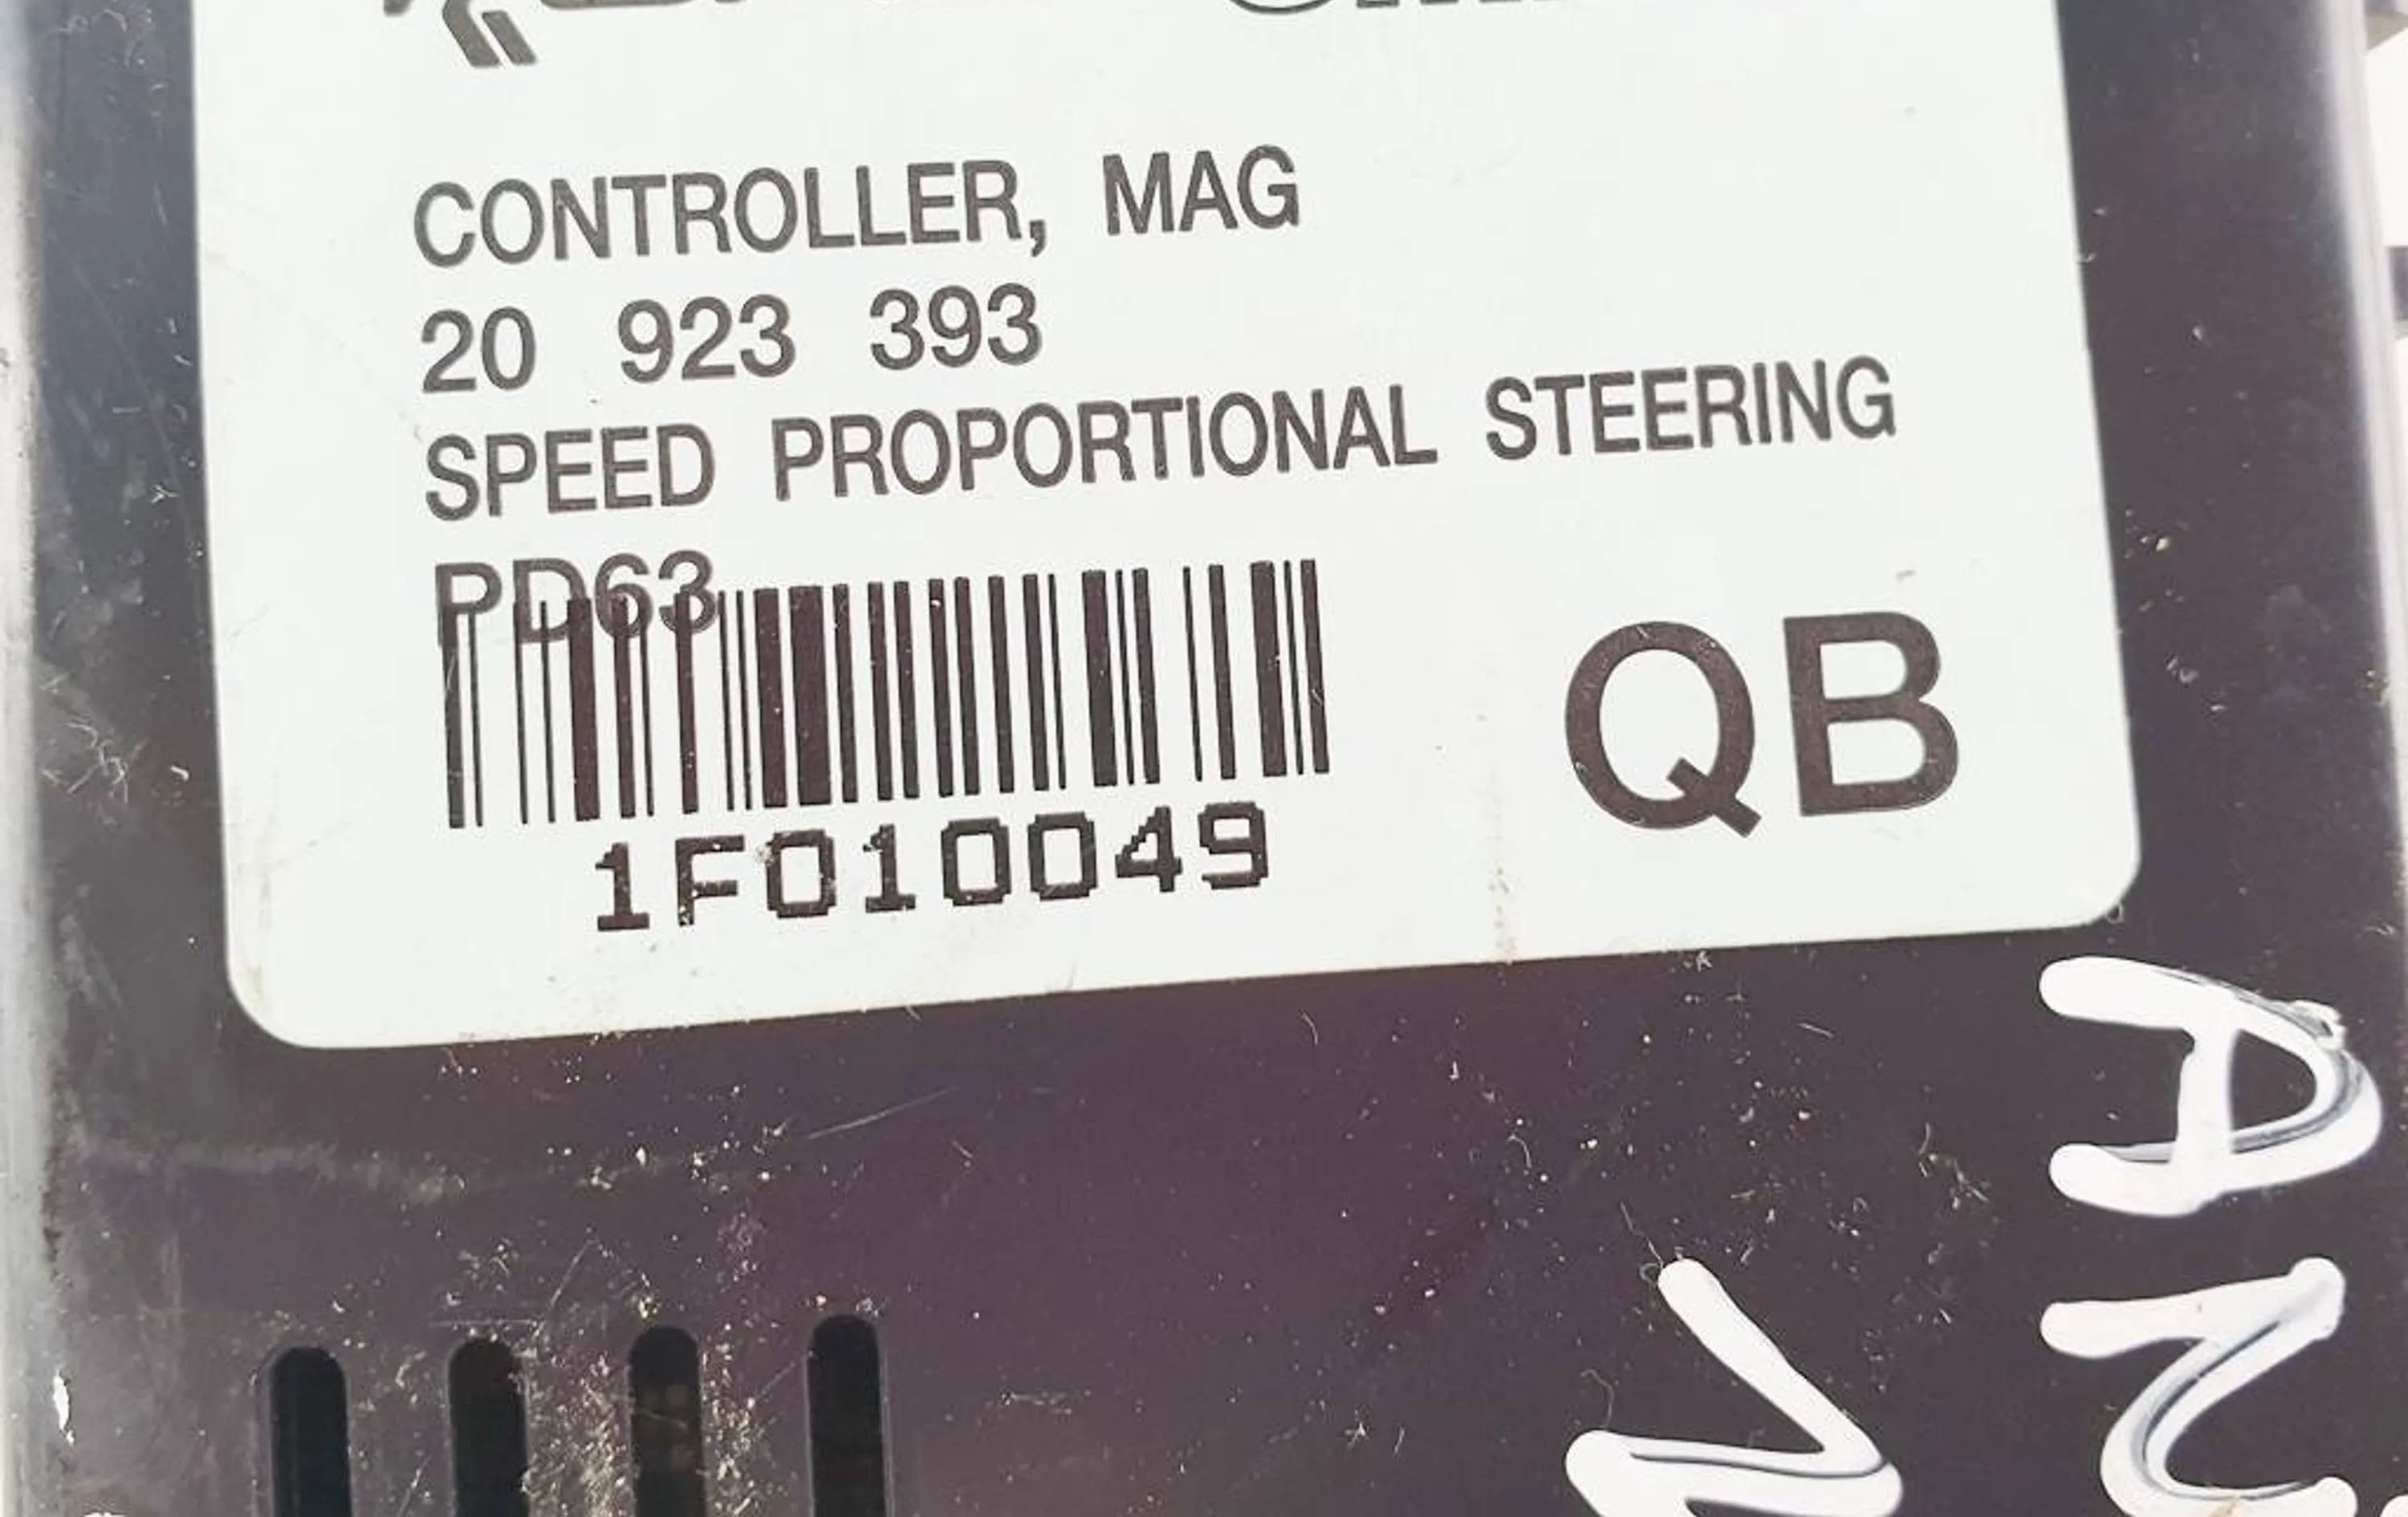 CONTROLLER, MAG
20 923 393
SPEED PROPORTIONAL STEERING
PD63
QB
1F010049